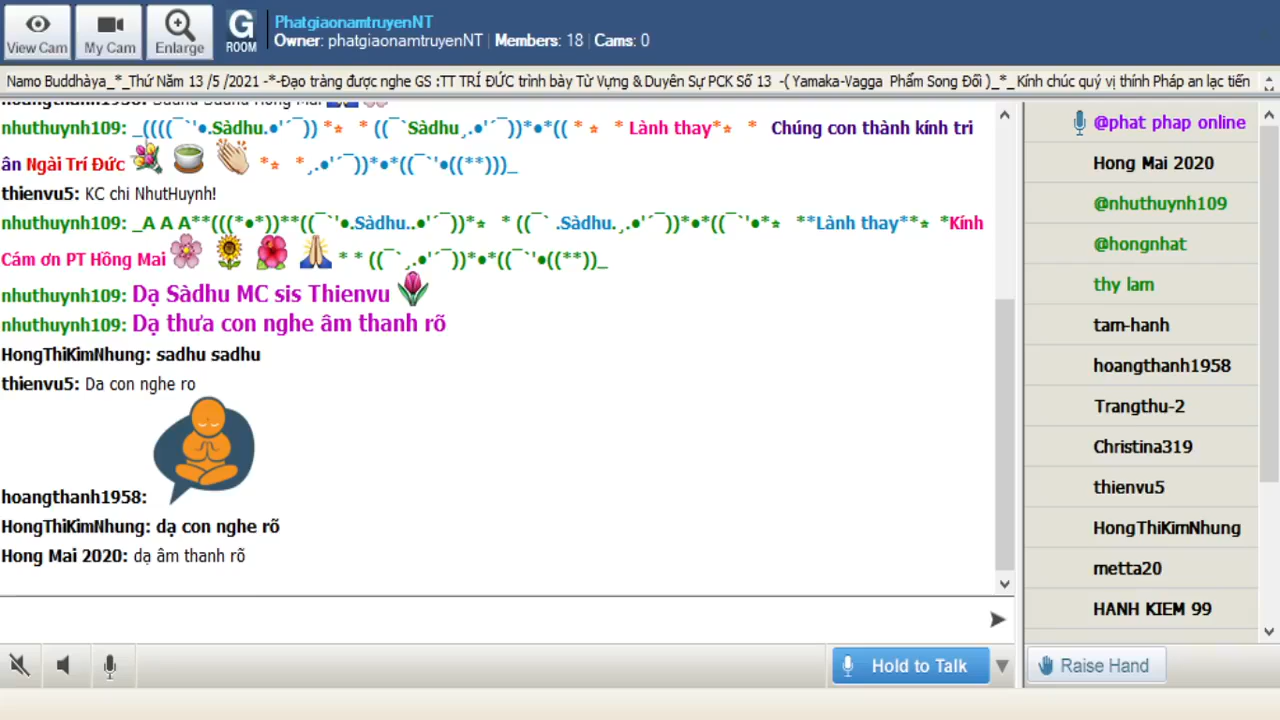 View Cam
My Cam
Enlarge
G
ROOM
PhatgiaonamtruyenNT
Owner: phatgiaonamtruyenNT | Members: 18 | Cams: 0
Namo Buddhàya_*_Thứ Năm 13 /5 /2021 -*-Đạo tràng được nghe GS :TT TRÍ ĐỨC trình bày Từ Vựng & Duyên Sự PCK Số 13 -( Yamaka-Vagga Phẩm Song Đối )_*_ Kính chúc quý vị thính Pháp an lạc tiến
nhuthuynh109: _((((¯`'•.Sàdhu.•'´¯)) *⭒ * ((¯`Sàdhu¸.•'´¯))*•*(( * ⭒ * Lành thay*⭒ * Chúng con thành kính tri
ân Ngài Trí Đức *⭒ *¸.•'´¯))*•*((¯`'•((**)))_
thienvu5: KC chi NhutHuynh!
nhuthuynh109: _A A A**(((*•*))**((¯`'•.Sàdhu..•'´¯))*⭒ * ((¯` .Sàdhu.¸.•'´¯))*•*((¯`'•*⭒ **Lành thay**⭒ *Kính
Cám ơn PT Hồng Mai * * ((¯`¸.•'´¯))*•*((¯`'•((**))_
nhuthuynh109: Dạ Sàdhu MC sis Thienvu
nhuthuynh109: Dạ thưa con nghe âm thanh rõ
HongThiKimNhung: sadhu sadhu
thienvu5: Da con nghe ro
hoangthanh1958:
HongThiKimNhung: dạ con nghe rõ
Hong Mai 2020: dạ âm thanh rõ
Hold to Talk
@phat phap online
Hong Mai 2020
@nhuthuynh109
@hongnhat
thy lam
tam-hanh
hoangthanh1958
Trangthu-2
Christina319
thienvu5
HongThiKimNhung
metta20
HANH KIEM 99
Raise Hand